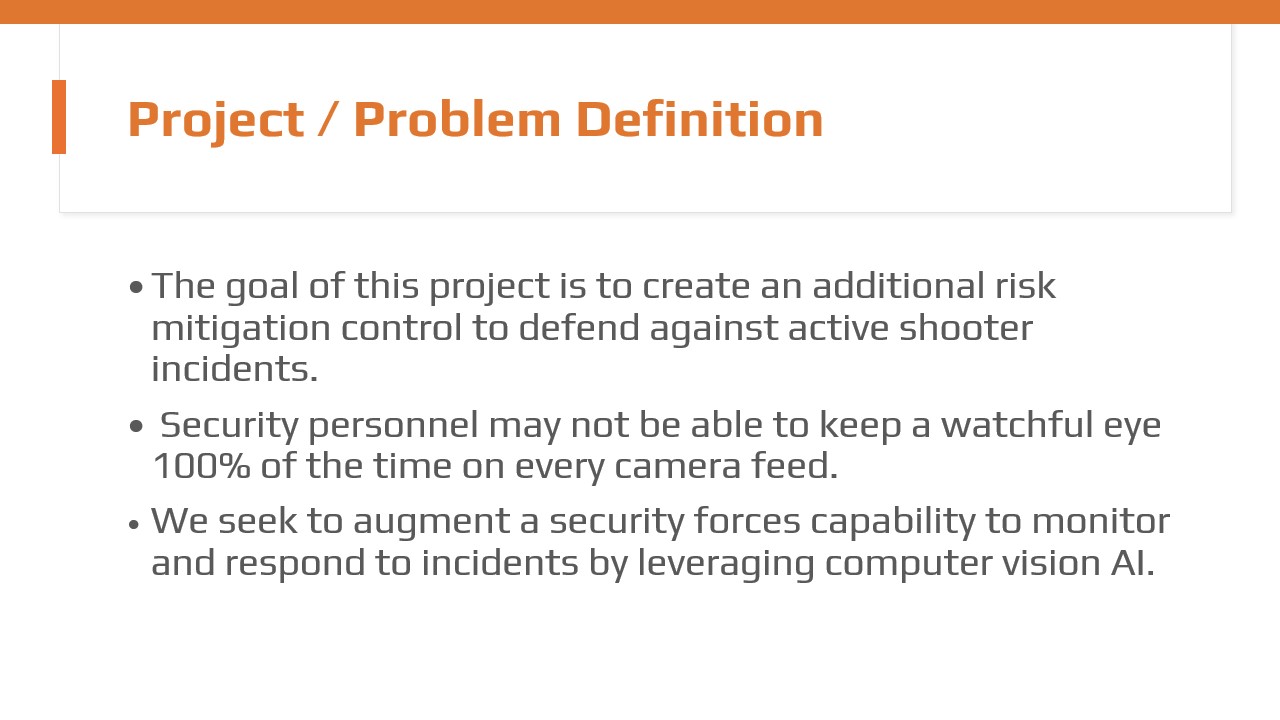 Project / Problem Definition
• The goal of this project is to create an additional risk
mitigation control to defend against active shooter
incidents.
• Security personnel may not be able to keep a watchful eye
100% of the time on every camera feed.
• We seek to augment a security forces capability to monitor
and respond to incidents by leveraging computer vision AI.